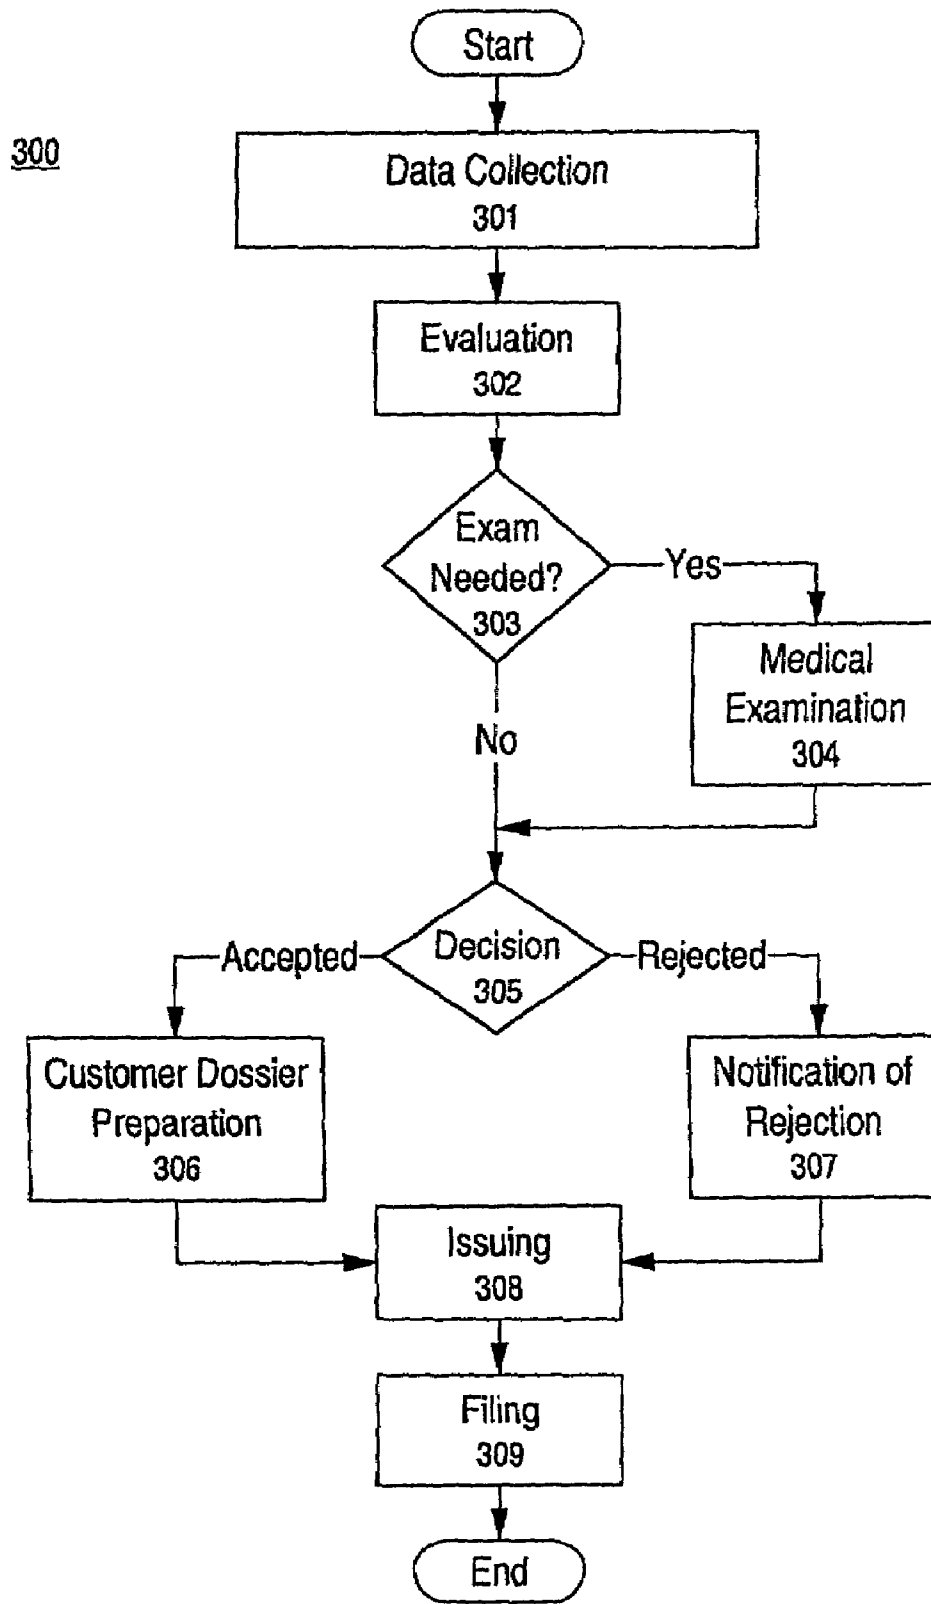 Start
300
Data Collection
301
Evaluation
302
Exam
Needed?
303
Yes
Medical
Examination
304
No
Accepted
Decision
305
Rejected
Customer Dossier
Preparation
306
Notification of
Rejection
307
Issuing
308
Filing
309
End